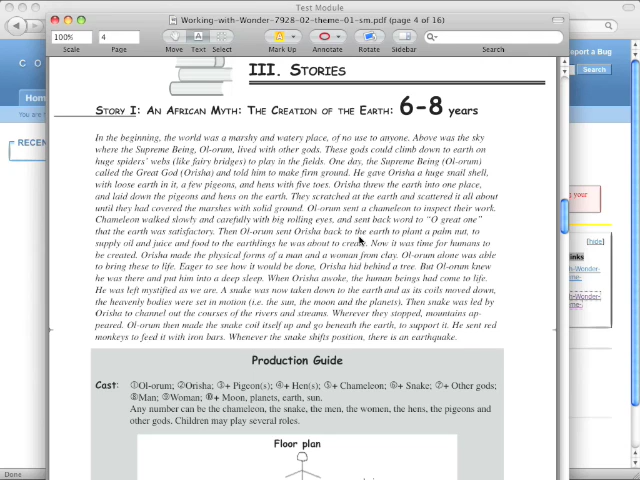 Test Module
Working-with-Wonder-7928-02-theme-01-sm.pdf (page 4 of 16)
100%
4
Scale
Page
Move
Text
Select
Mark Up
Annotate
Rotate
Sidebar
Search
port a Bug
Search
C O
Hom
You are
RECEN
your
[hide]
links
III. Stories
Story I: An African Myth: The Creation of the Earth: 6-8 years
In the beginning, the world was a marshy and watery place, of no use to anyone. Above was the sky
where the Supreme Being, Ol-orum, lived with other gods. These gods could climb down to earth on
huge spiders' webs (like fairy bridges) to play in the fields. One day, the Supreme Being (Ol-orum)
called the Great God (Orisha) and told him to make firm ground. He gave Orisha a huge snail shell,
with loose earth in it, a few pigeons, and hens with five toes. Orisha threw the earth into one place,
and laid down the pigeons and hens on the earth. They scratched at the earth and scattered it all about
until they had covered the marshes with solid ground. Ol-orum sent a chameleon to inspect their work.
Chameleon walked slowly and carefully with big rolling eyes, and sent back word to "O great one"
that the earth was satisfactory. Then Ol-orum sent Orisha back to the earth to plant a palm nut, to
supply oil and juice and food to the earthlings he was about to create. Now it was time for humans to
be created. Orisha made the physical forms of a man and a woman from clay. Ol-orum alone was able
to bring these to life. Eager to see how it would be done, Orisha hid behind a tree. But Ol-orum knew
he was there and put him into a deep sleep. When Orisha awoke, the human beings had come to life.
He was left mystified as we are. A snake was now taken down to the earth and as its coils moved down,
the heavenly bodies were set in motion (i.e. the sun, the moon and the planets). Then snake was led by
Orisha to channel out the courses of the rivers and streams. Wherever they stopped, mountains ap-
peared. Ol-orum then made the snake coil itself up and go beneath the earth, to support it. He sent red
monkeys to feed it with iron bars. Whenever the snake shifts position, there is an earthquake.
Production Guide
Cast: ①Ol-orum; ②Orisha; ③+ Pigeon(s); ④+ Hen(s); ⑤+ Chameleon; ⑥+ Snake; ⑦+ Other gods;
⑧Man; ⑨Woman; ⑩+ Moon, planets, earth, sun.
Any number can be the chameleon, the snake, the men, the women, the hens, the pigeons and
other gods. Children may play several roles.
Floor plan
Done